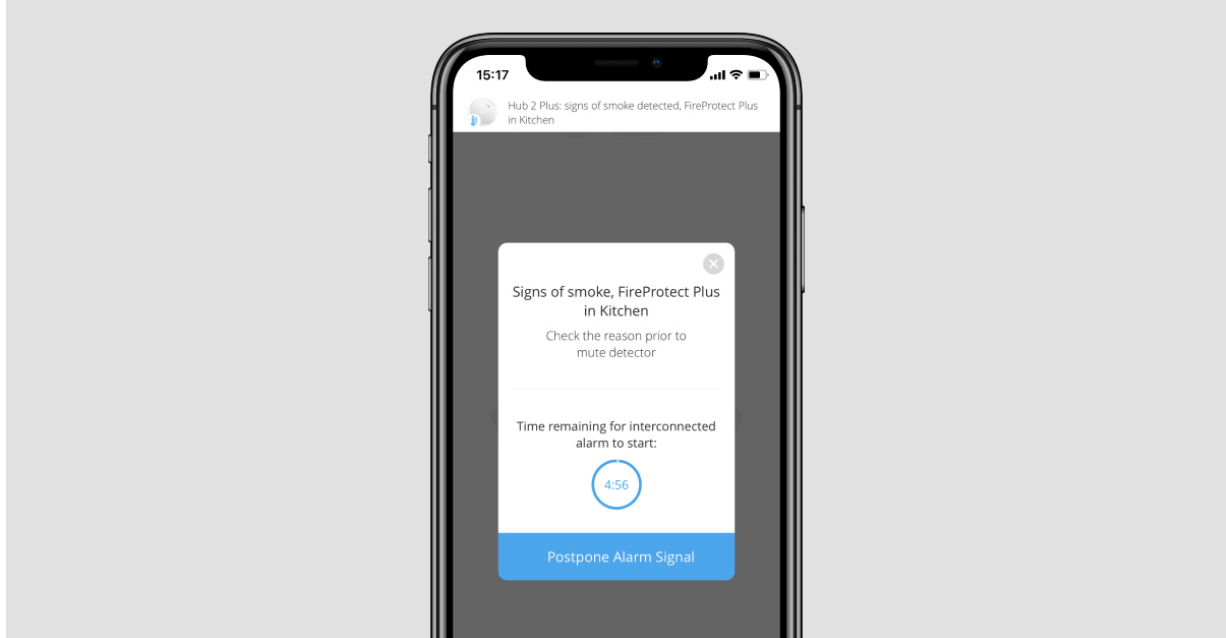 15:17
Hub 2 Plus: signs of smoke detected, FireProtect Plus
in Kitchen
Signs of smoke, FireProtect Plus
in Kitchen
Check the reason prior to
mute detector
Time remaining for interconnected
alarm to start:
4:56
Postpone Alarm Signal